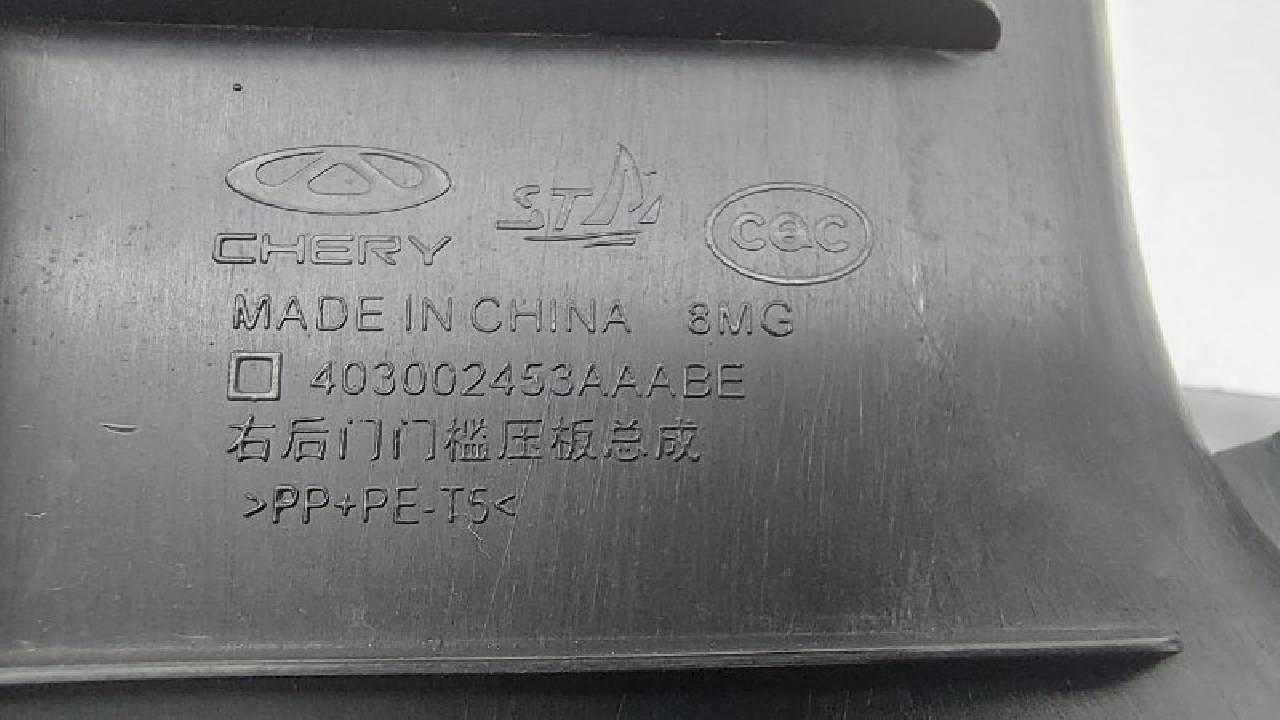 CHERY ST CQC
MADE IN CHINA 8MG
403002453AAABE
右后门门槛压板总成
>PP+PE-T5<